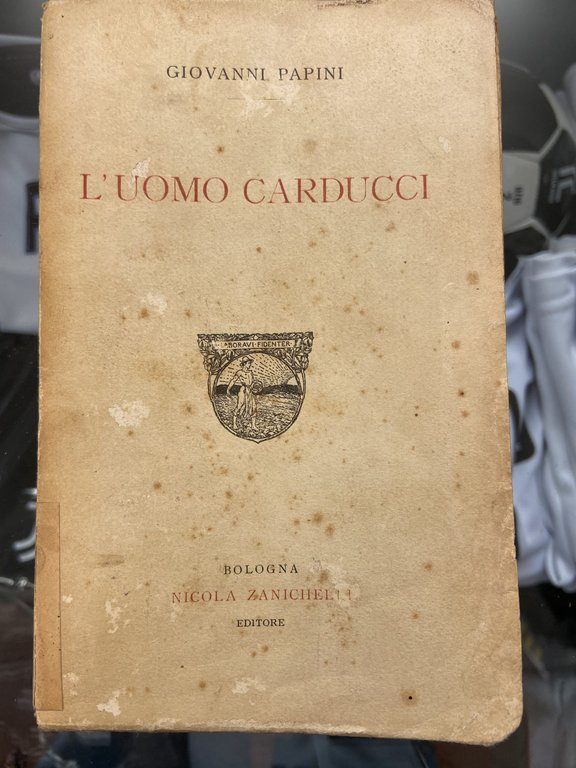 GIOVANNI PAPINI
L'UOMO CARDUCCI
LABORAVI FIDENTER
BOLOGNA
NICOLA ZANICHELLI
EDITORE